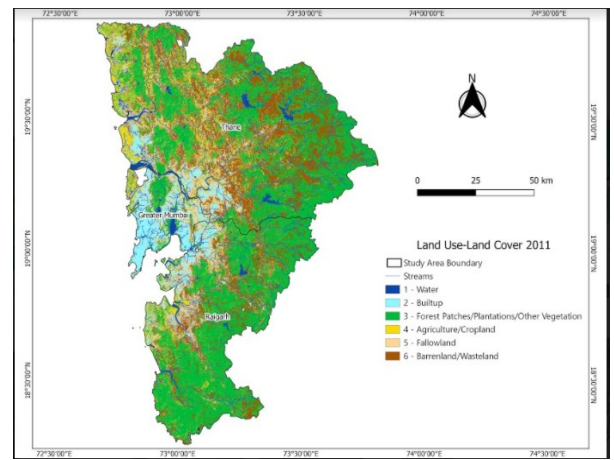 72°30'00"E 73°00'00"E 73°30'00"E 74°00'00"E 74°30'00"E
N
19°30'00"N 19°30'00"N
Thane
0 25 50 km
Greater Mumbai
19°00'00"N 19°00'00"N
Land Use-Land Cover 2011
Study Area Boundary
Streams
1 - Water
2 - Builtup
3 - Forest Patches/Plantations/Other Vegetation
4 - Agriculture/Cropland
5 - Fallowland
6 - Barrenland/Wasteland
Raigarh
18°30'00"N 18°30'00"N
72°30'00"E 73°00'00"E 73°30'00"E 74°00'00"E 74°30'00"E